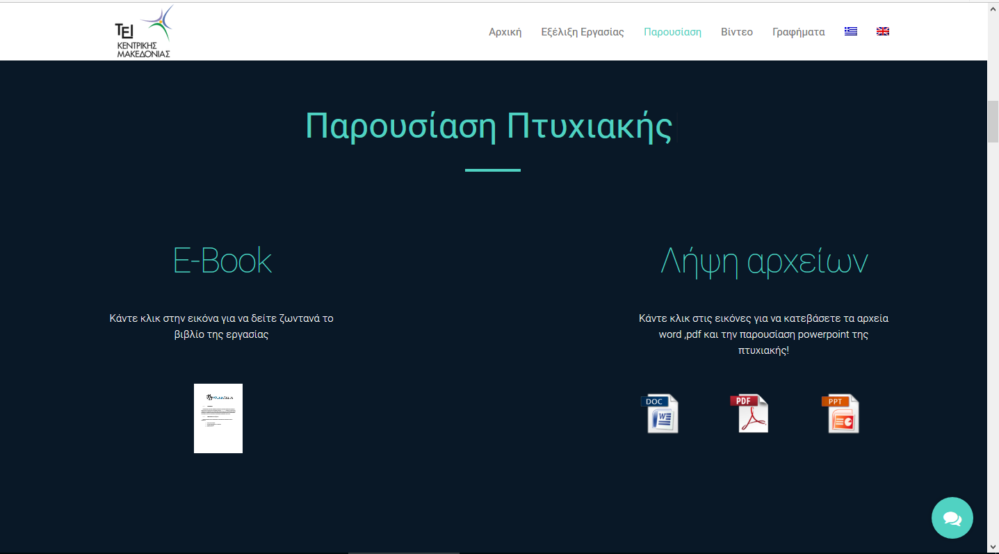 ΤΕΙ
ΚΕΝΤΡΙΚΗΣ
ΜΑΚΕΔΟΝΙΑΣ
Αρχική Εξέλιξη Εργασίας Παρουσίαση Βίντεο Γραφήματα
Παρουσίαση Πτυχιακής
E-Book
Κάντε κλικ στην εικόνα για να δείτε ζωντανά το
βιβλίο της εργασίας
Λήψη αρχείων
Κάντε κλικ στις εικόνες για να κατεβάσετε τα αρχεία
word ,pdf και την παρουσίαση powerpoint της
πτυχιακής!
DOC PDF PPT
W